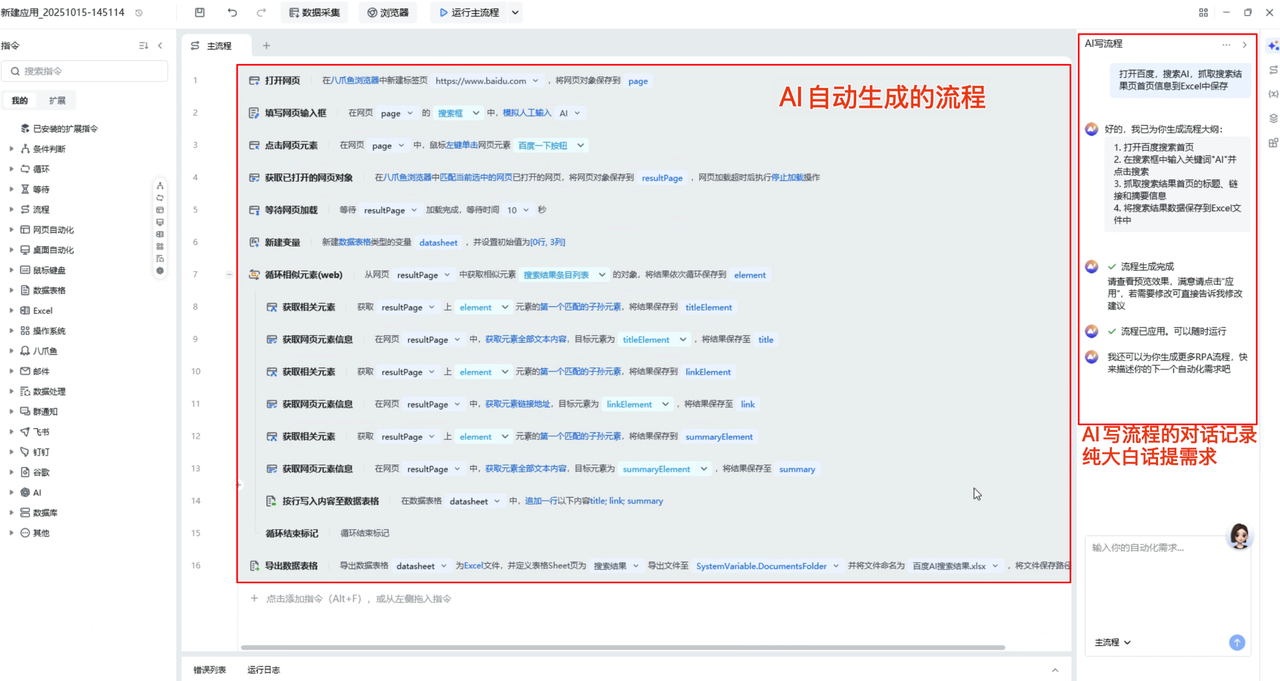 新建应用_20251015-145114
数据采集
浏览器
运行主流程
指令
搜索指令
我的 扩展
已安装的扩展指令
条件判断
循环
等待
流程
网页自动化
桌面自动化
鼠标键盘
数据表格
Excel
操作系统
八爪鱼
邮件
数据处理
群通知
飞书
钉钉
谷歌
AI
数据库
其他
主流程
AI自动生成的流程
1 打开网页 在八爪鱼浏览器中新建标签页 https://www.baidu.com ，将网页对象保存到 page
2 填写网页输入框 在网页 page 的 搜索框 中，模拟人工输入 AI
3 点击网页元素 在网页 page 中，鼠标左键单击网页元素 百度一下按钮
4 获取已打开的网页对象 在八爪鱼浏览器中匹配当前选中的网页已打开的网页，将网页对象保存到 resultPage ，网页加载超时后执行停止加载操作
5 等待网页加载 等待 resultPage 加载完成，等待时间 10 秒
6 新建变量 新建数据表格类型的变量 datasheet ，并设置初始值为[0行, 3列]
7 循环相似元素(web) 从网页 resultPage 中获取相似元素 搜索结果条目列表 的对象，将结果依次循环保存到 element
8 获取相关元素 获取 resultPage 上 element 元素的第一个匹配的子孙元素，将结果保存到 titleElement
9 获取网页元素信息 在网页 resultPage 中，获取元素全部文本内容，目标元素为 titleElement ，将结果保存至 title
10 获取相关元素 获取 resultPage 上 element 元素的第一个匹配的子孙元素，将结果保存到 linkElement
11 获取网页元素信息 在网页 resultPage 中，获取元素链接地址，目标元素为 linkElement ，将结果保存至 link
12 获取相关元素 获取 resultPage 上 element 元素的第一个匹配的子孙元素，将结果保存到 summaryElement
13 获取网页元素信息 在网页 resultPage 中，获取元素全部文本内容，目标元素为 summaryElement ，将结果保存至 summary
14 按行写入内容至数据表格 在数据表格 datasheet 中，追加一行以下内容title; link; summary
15 循环结束标记 循环结束标记
16 导出数据表格 导出数据表格 datasheet 为Excel文件，并定义表格Sheet页为 搜索结果 导出文件至 SystemVariable.DocumentsFolder 并将文件命名为 百度AI搜索结果.xlsx ，将文件保存路径
点击添加指令（Alt+F），或从左侧拖入指令
错误列表 运行日志
AI写流程
打开百度，搜索AI，抓取搜索结
果页首页信息到Excel中保存
好的，我已为你生成流程大纲：
1. 打开百度搜索首页
2. 在搜索框中输入关键词"AI"并
点击搜索
3. 抓取搜索结果首页的标题、链
接和摘要信息
4. 将搜索结果数据保存到Excel文
件中
流程生成完成
请查看预览效果，满意请点击"应
用"，若需要修改可直接告诉我修改
建议
流程已应用。可以随时运行
我还可以为你生成更多RPA流程，快
来描述你的下一个自动化需求吧
AI写流程的对话记录
纯大白话提需求
输入你的自动化需求...
主流程